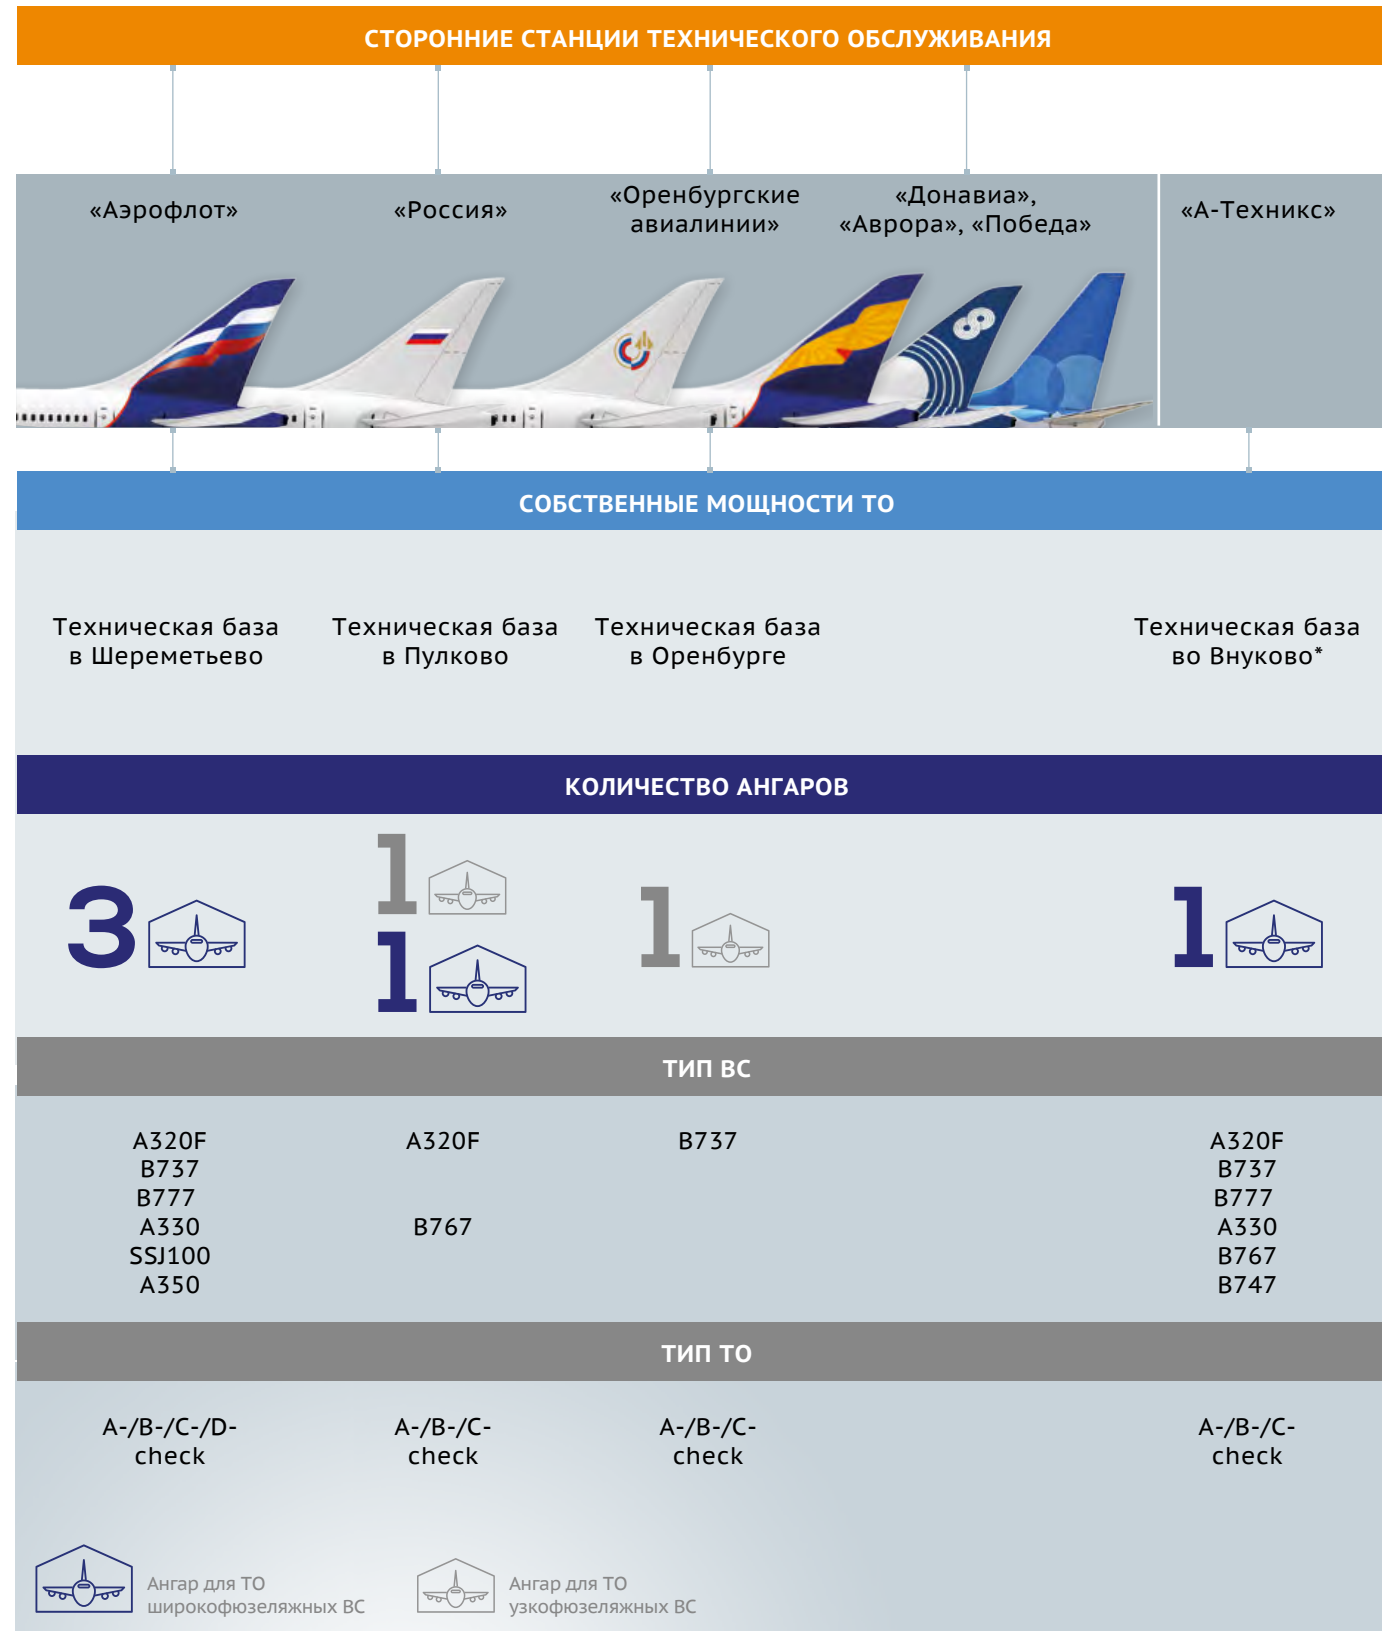 СТОРОННИЕ СТАНЦИИ ТЕХНИЧЕСКОГО ОБСЛУЖИВАНИЯ
«Аэрофлот»
«Россия»
«Оренбургские
авиалинии»
«Донавиа»,
«Аврора», «Победа»
«А-Техникс»
СОБСТВЕННЫЕ МОЩНОСТИ ТО
Техническая база
в Шереметьево
Техническая база
в Пулково
Техническая база
в Оренбурге
Техническая база
во Внуково*
КОЛИЧЕСТВО АНГАРОВ
3
1
1
1
1
ТИП ВС
A320F
B737
B777
A330
SSJ100
A350
A320F
B767
B737
A320F
B737
B777
A330
B767
B747
ТИП ТО
A-/B-/C-/D-
check
A-/B-/C-
check
A-/B-/C-
check
A-/B-/C-
check
Ангар для ТО
широкофюзеляжных ВС
Ангар для ТО
узкофюзеляжных ВС